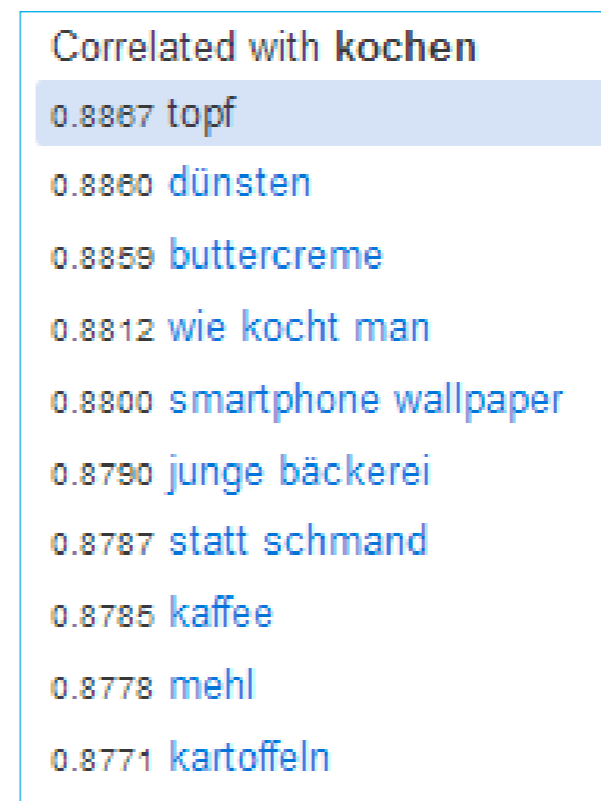 Correlated with kochen
0.8867 topf
0.8860 dünsten
0.8859 buttercreme
0.8812 wie kocht man
0.8800 smartphone wallpaper
0.8790 junge bäckerei
0.8787 statt schmand
0.8785 kaffee
0.8778 mehl
0.8771 kartoffeln